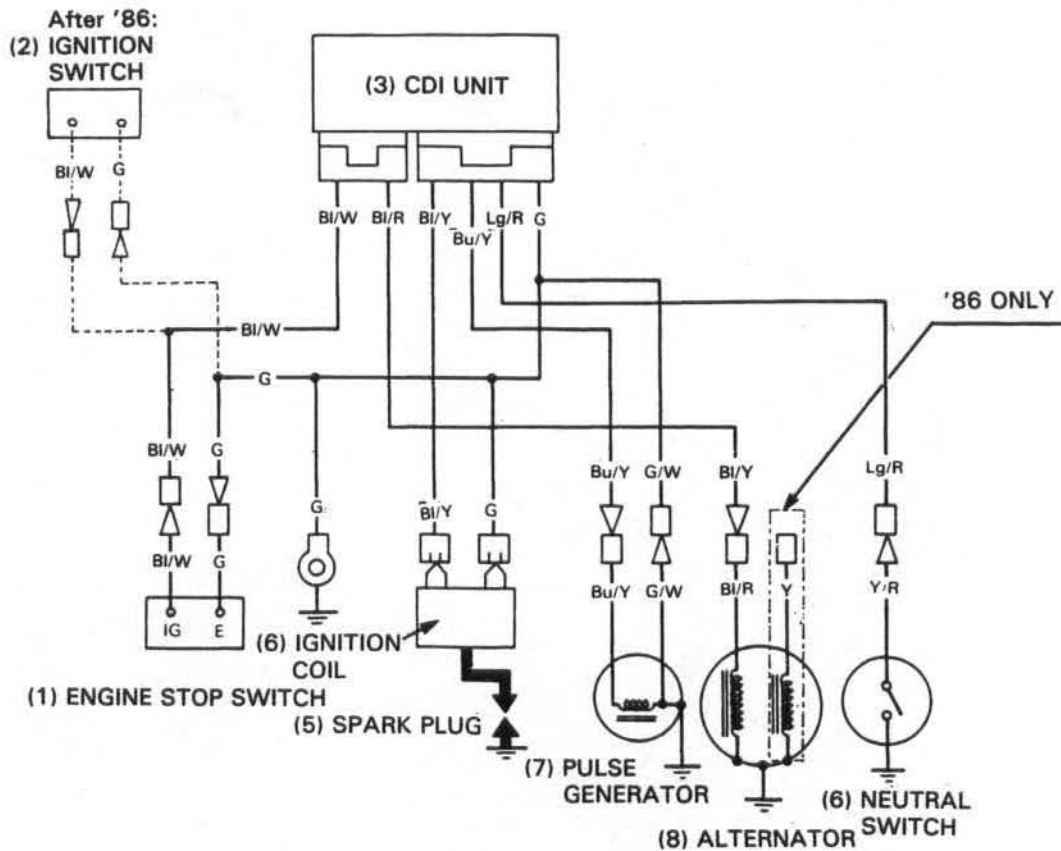 After '86:
(2) IGNITION
SWITCH
(3) CDI UNIT
Bl/W
G
Bl/W
Bl/R
Bl/Y
Bu/Y
Lg/R
G
'86 ONLY
Bl/W
G
Bl/W
G
Bu/Y
G/W
Bl/Y
Lg/R
G
Bl/Y
G
Bl/W
G
Bu/Y
G/W
Bl/R
Y
Y/R
IG
E
(6) IGNITION
COIL
(1) ENGINE STOP SWITCH
(5) SPARK PLUG
(7) PULSE
GENERATOR
(6) NEUTRAL
SWITCH
(8) ALTERNATOR